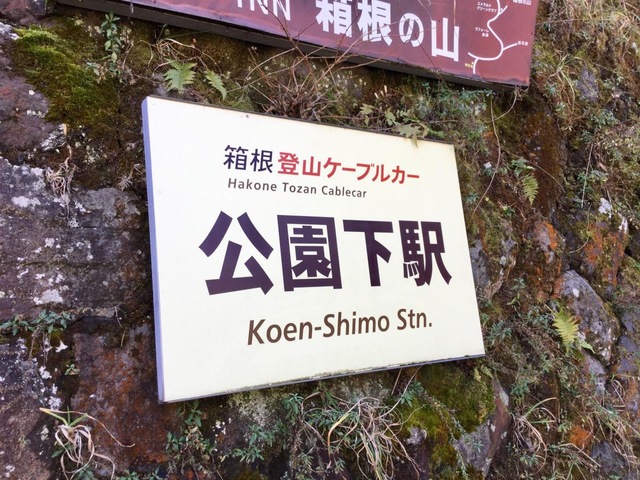 INN 箱根の山
箱根登山ケーブルカー
Hakone Tozan Cablecar
公園下駅
Koen-Shimo Stn.